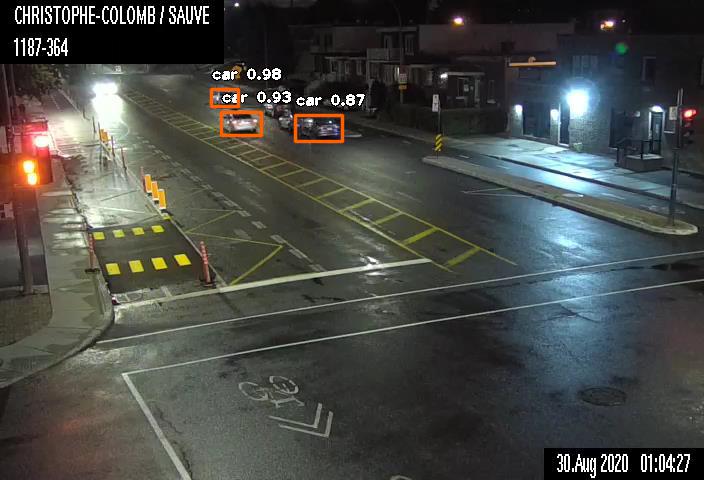 CHRISTOPHE-COLOMB / SAUVE
1187-364
car 0.98
car 0.93
car 0.87
30.Aug 2020 01:04:27